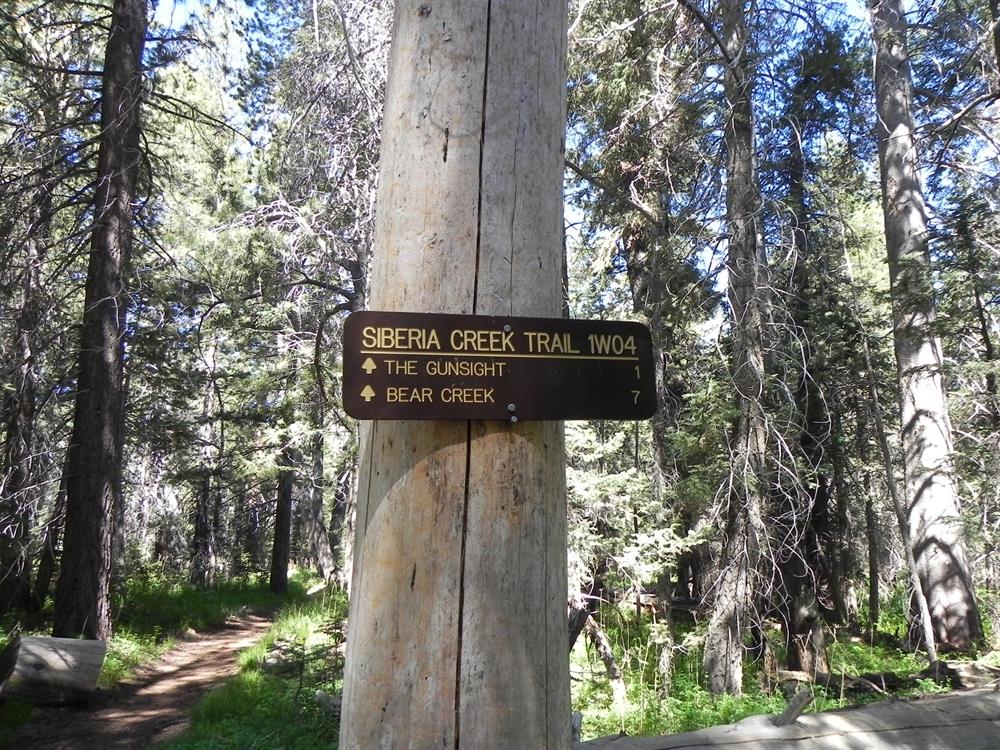 SIBERIA CREEK TRAIL 1W04
THE GUNSIGHT 1
BEAR CREEK 7